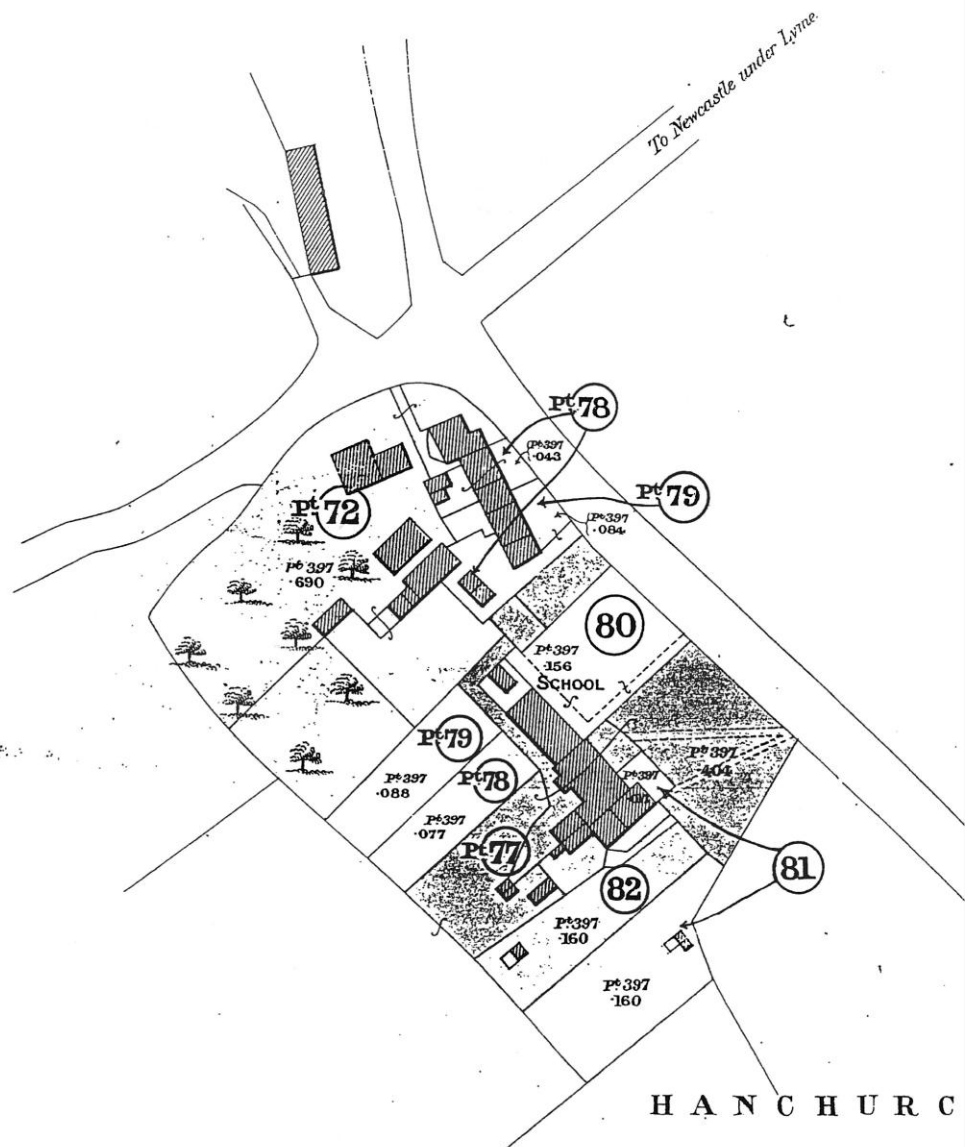 To Newcastle under Lyme.
Pt 78
Pt 397
.043
Pt 79
Pt 397
.084
Pt 72
Pt 397
.690
80
Pt 397
.156
SCHOOL
Pt 79
Pt 397
.088
Pt 78
Pt 397
.077
Pt 397
.404
Pt 397
Pt 77
82
81
Pt 397
.160
Pt 397
.160
HANCHURC